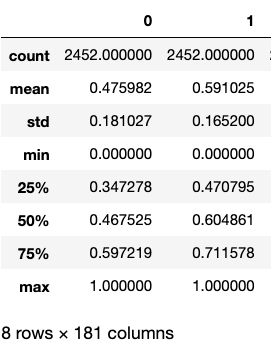 0 1
count 2452.000000 2452.000000
mean 0.475982 0.591025
std 0.181027 0.165200
min 0.000000 0.000000
25% 0.347278 0.470795
50% 0.467525 0.604861
75% 0.597219 0.711578
max 1.000000 1.000000
8 rows × 181 columns